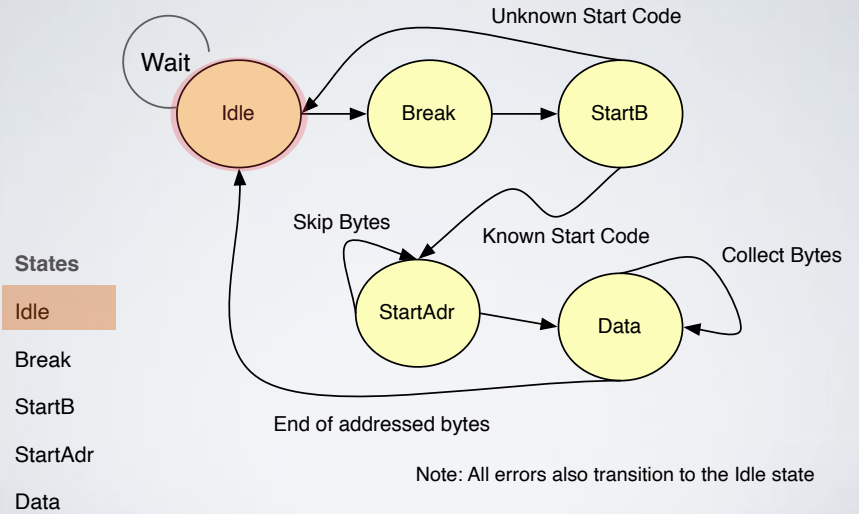 Unknown Start Code
Wait
Idle
Break
StartB
Skip Bytes
Known Start Code
Collect Bytes
StartAdr
Data
End of addressed bytes
Note: All errors also transition to the Idle state
States
Idle
Break
StartB
StartAdr
Data